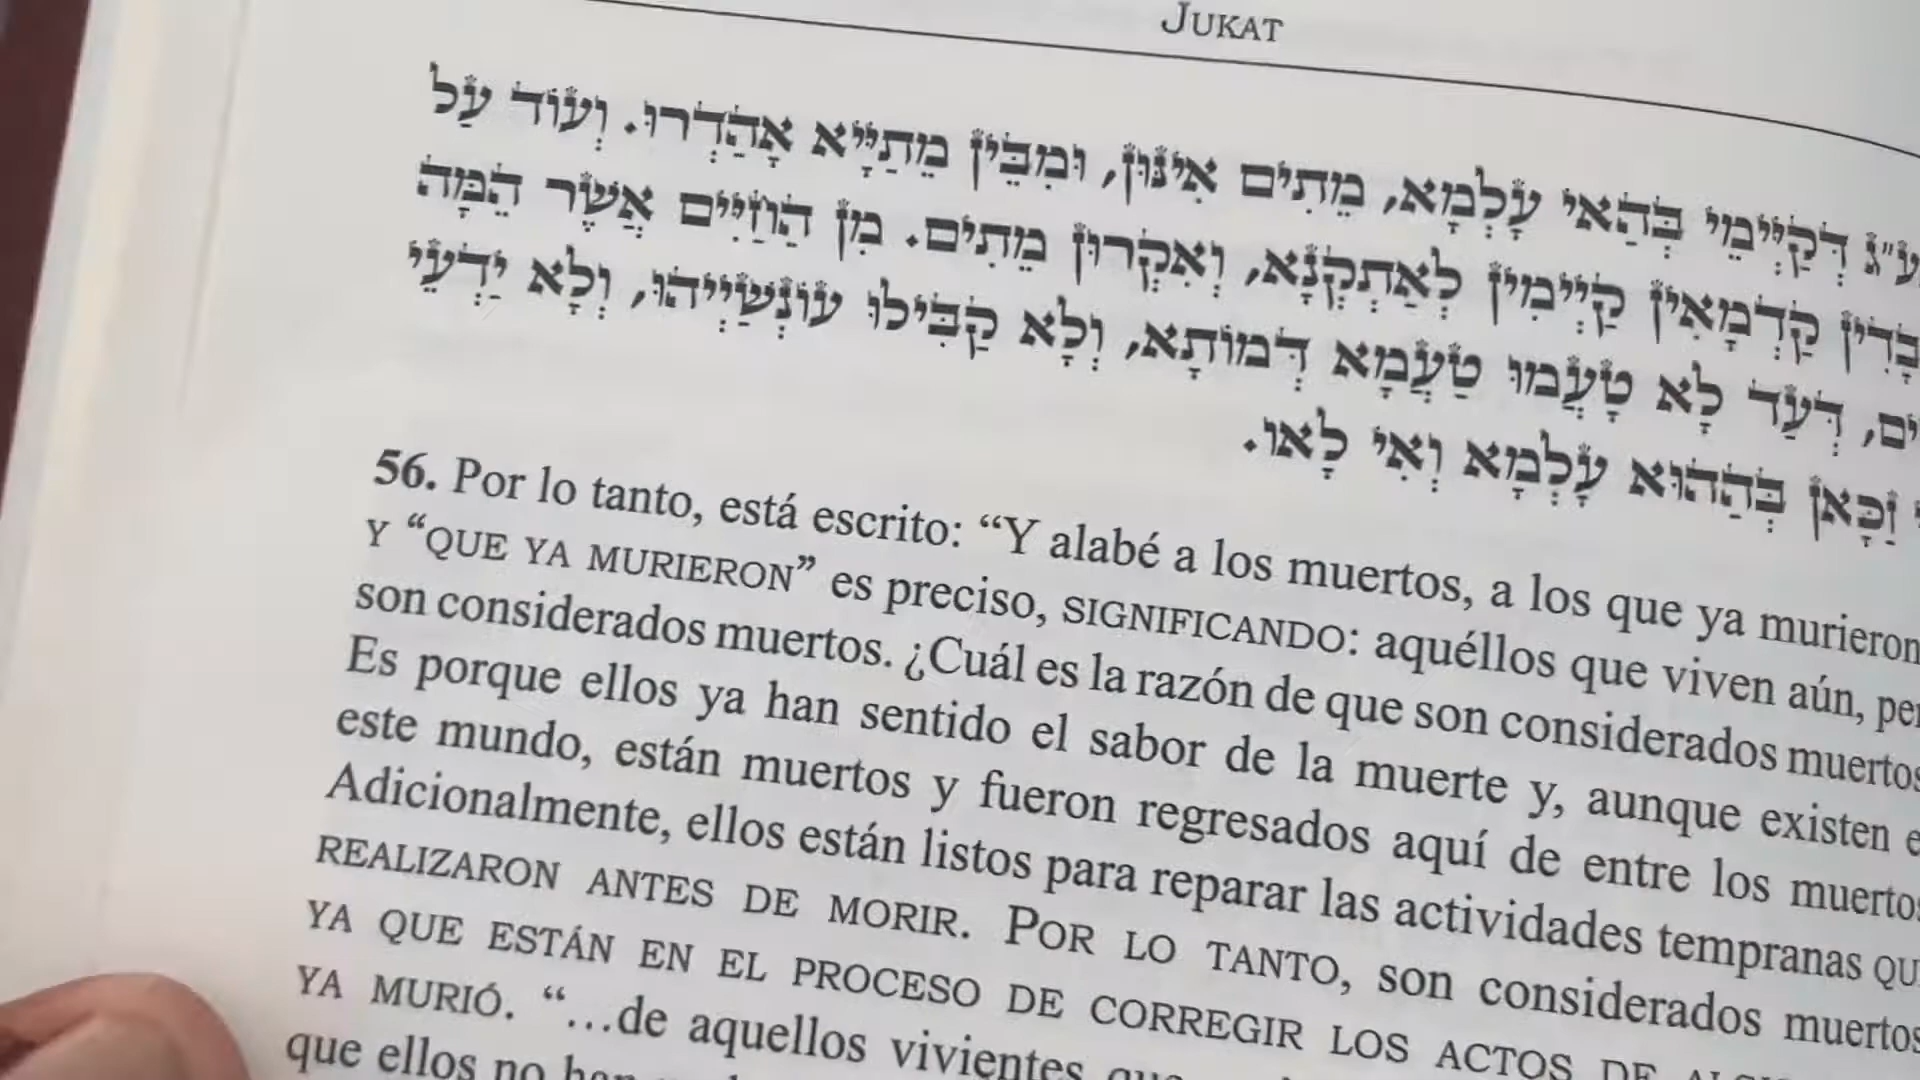 JUKAT
דְּקַיְימֵי בְּהַאי עָלְמָא, מֵתִים אִינּוּן, וּמִבֵּין מֵתַיָּיא אָהַדְרוּ. וְעוֹד עַל
קַדְמָאִין קַיְימִין לְאַתְקְנָא, וְאִקְרוּן מֵתִים. מִן הַחַיִּים אֲשֶׁר הֵמָּה
דְּעַד לָא טָעֲמוּ טַעֲמָא דְּמוֹתָא, וְלָא קַבִּילוּ עוֹנְשַׁיְיהוּ, וְלָא יַדְעֵי
זַכָּאן בְּהַהוּא עָלְמָא וְאִי לָאו.
56. Por lo tanto, está escrito: “Y alabé a los muertos, a los que ya murieron
Y “QUE YA MURIERON” es preciso, SIGNIFICANDO: aquéllos que viven aún,
son considerados muertos. ¿Cuál es la razón de que son considerados muertos
Es porque ellos ya han sentido el sabor de la muerte y, aunque existen
este mundo, están muertos y fueron regresados aquí de entre los muertos
Adicionalmente, ellos están listos para reparar las actividades tempranas
REALIZARON ANTES DE MORIR. POR LO TANTO, son considerados muertos
YA QUE ESTÁN EN EL PROCESO DE CORREGIR LOS ACTOS DE
YA MURIÓ. “…de aquellos vivientes
que ellos no